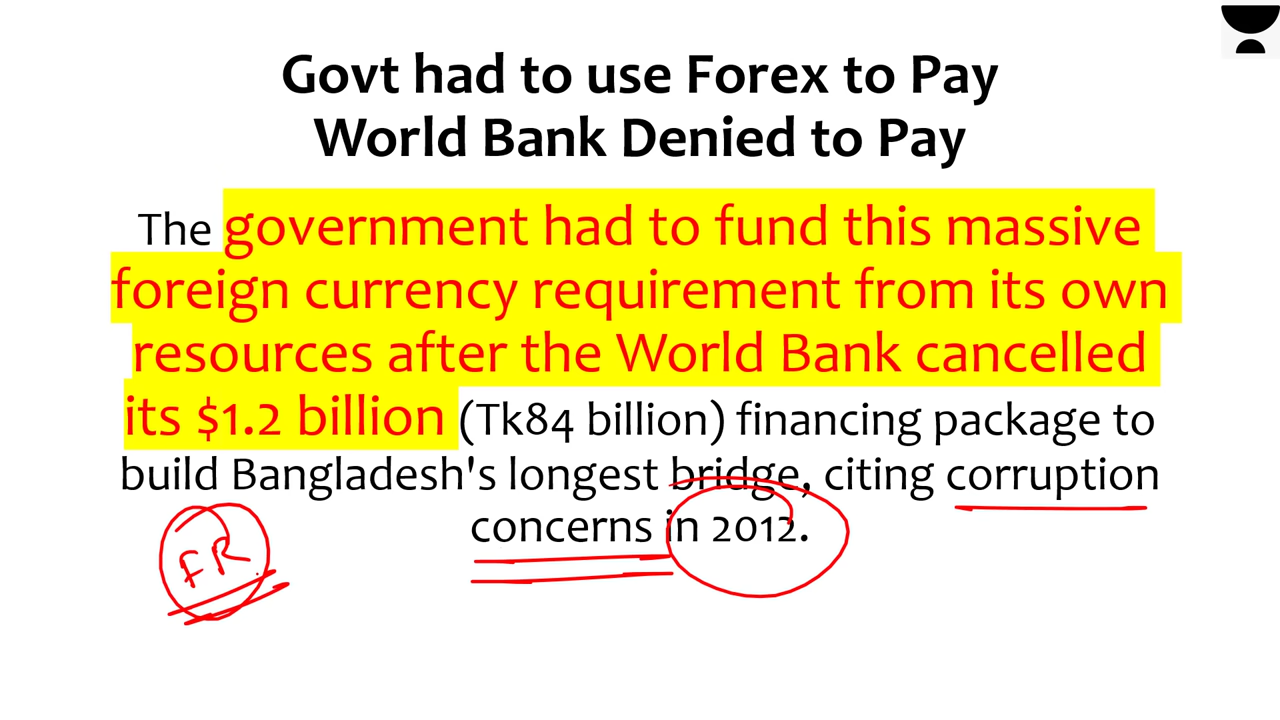 Govt had to use Forex to Pay
World Bank Denied to Pay
The government had to fund this massive
foreign currency requirement from its own
resources after the World Bank cancelled
its $1.2 billion (Tk84 billion) financing package to
build Bangladesh's longest bridge, citing corruption
concerns in 2012.
FR